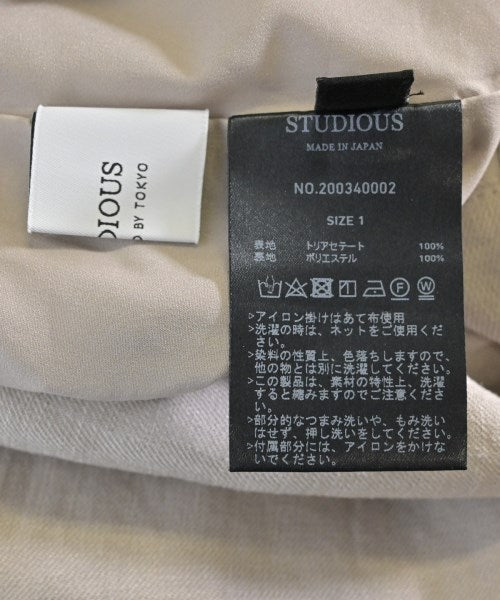 DIOUS
D BY TOKYO
STUDIOUS
MADE IN JAPAN
NO.200340002
SIZE 1
表地 トリアセテート 100%
裏地 ポリエステル 100%
>アイロン掛けはあて布使用
>洗濯の時は、ネットをご使用くだ
さい。
>染料の性質上、色落ちしますので、
他の物とは別に洗濯してください。
>この製品は、素材の特性上、洗濯
すると縮みますのでご注意
ください。
>部分的なつまみ洗いや、もみ洗い
はせず、押し洗いをしてください。
>付属部分には、アイロンをかけな
いでください。